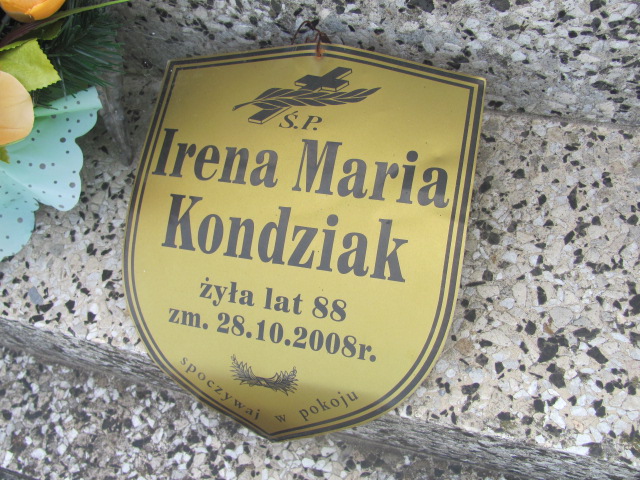 Ś.P.
Irena Maria
Kondziak
żyła lat 88
zm. 28.10.2008r.
spoczywaj w pokoju